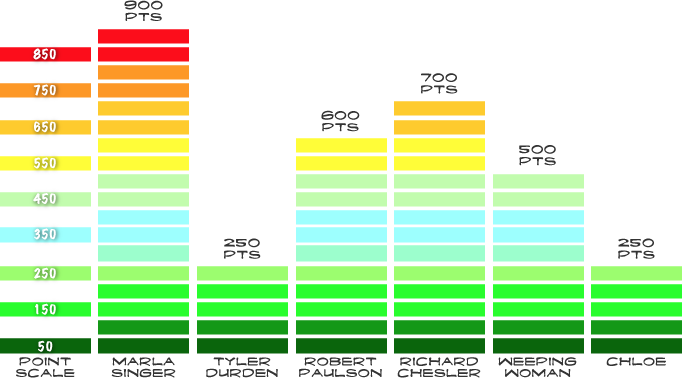 900
PTS
850
750
700
PTS
650
600
PTS
550
500
PTS
450
350
250
PTS
250
PTS
250
150
50
POINT
SCALE
MARLA
SINGER
TYLER
DURDEN
ROBERT
PAULSON
RICHARD
CHESLER
WEEPING
WOMAN
CHLOE